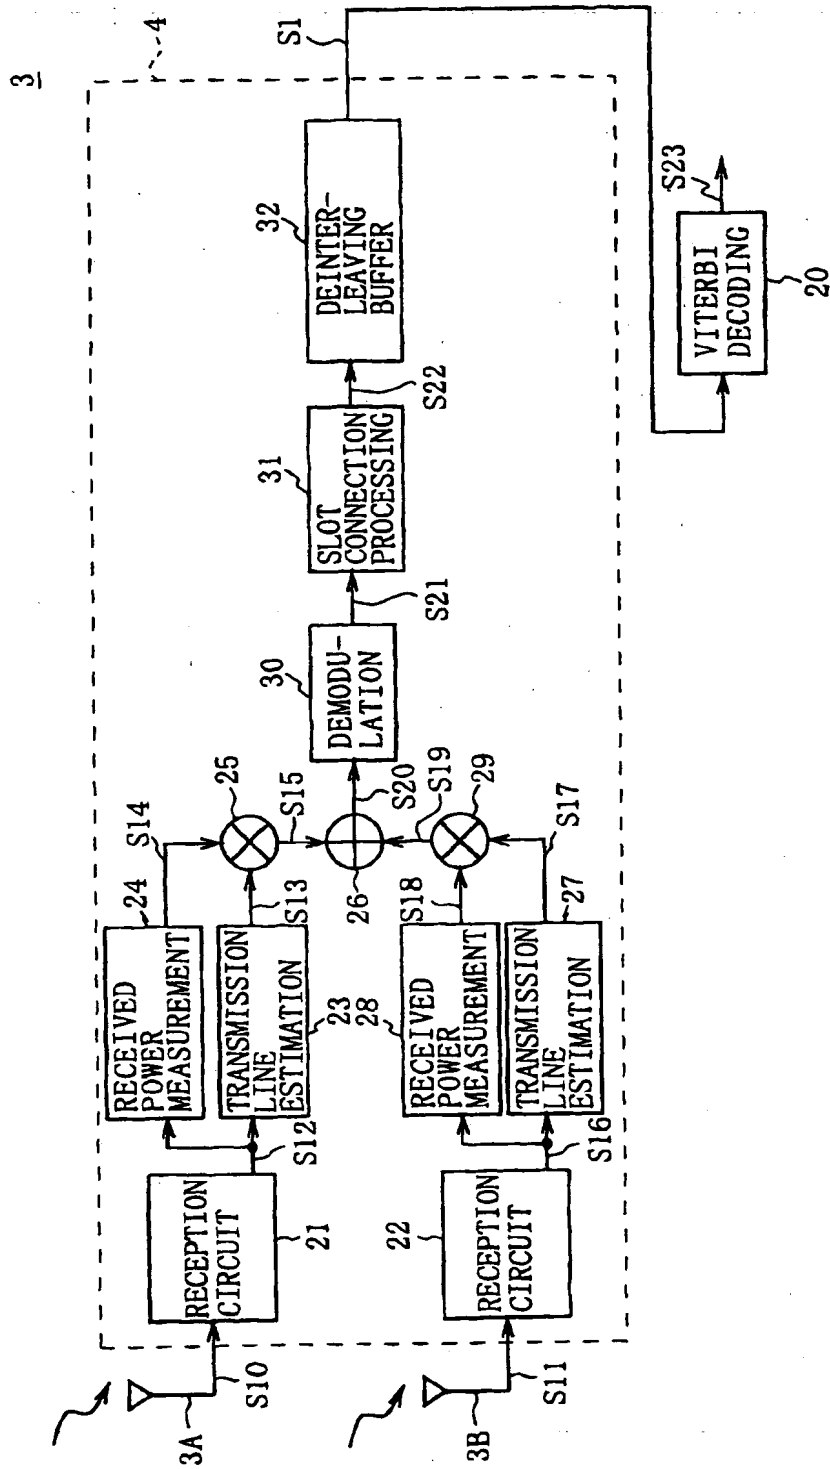 3
4
3A
S10
RECEPTION
CIRCUIT
21
S12
RECEIVED
POWER
MEASUREMENT
24
S14
TRANSMISSION
LINE
ESTIMATION
23
S13
25
S15
3B
S11
RECEPTION
CIRCUIT
22
S16
RECEIVED
POWER
MEASUREMENT
28
S18
TRANSMISSION
LINE
ESTIMATION
27
S17
29
S19
26
S20
DEMODU-
LATION
30
S21
SLOT
CONNECTION
PROCESSING
31
S22
DEINTER-
LEAVING
BUFFER
32
S1
VITERBI
DECODING
20
S23